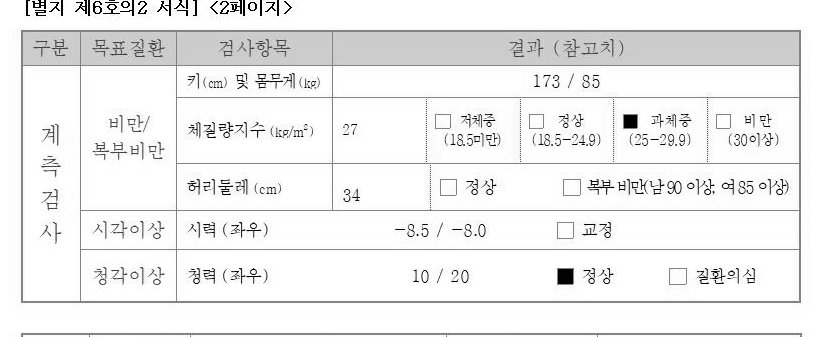 [별지 제6호의2 서식] <2페이지>
구분 목표질환 검사항목 결과 (참고치)
계측검사
비만/
복부비만
키(cm) 및 몸무게(kg) 173 / 85
체질량지수 (kg/m²) 27 □ 저체중 □ 정상 ■ 과체중 □ 비만
(18.5미만) (18.5-24.9) (25-29.9) (30이상)
허리둘레 (cm) 34 □ 정상 □ 복부 비만(남 90 이상, 여 85 이상)
시각이상 시력 (좌우) -8.5 / -8.0 □ 교정
청각이상 청력 (좌우) 10 / 20 ■ 정상 □ 질환의심